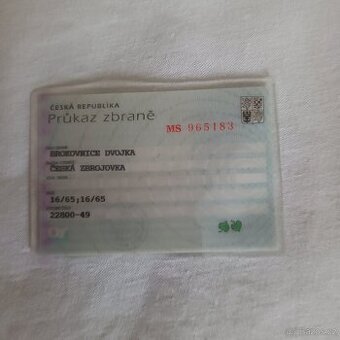 ČESKÁ REPUBLIKA
Průkaz zbraně
MS 965183
BROKOVNICE DVOJKA
ČESKÁ ZBROJOVKA
16/65;16/65
22800-49